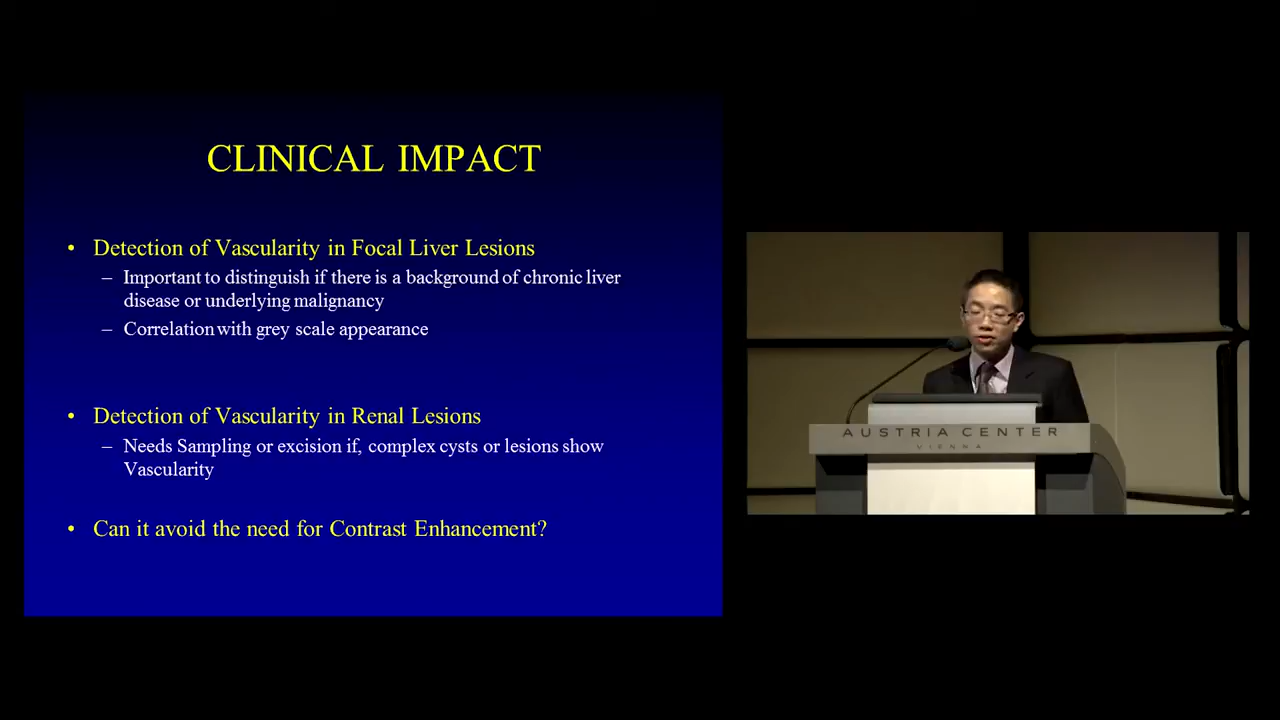 CLINICAL IMPACT
• Detection of Vascularity in Focal Liver Lesions
– Important to distinguish if there is a background of chronic liver
disease or underlying malignancy
– Correlation with grey scale appearance
• Detection of Vascularity in Renal Lesions
– Needs Sampling or excision if, complex cysts or lesions show
Vascularity
• Can it avoid the need for Contrast Enhancement?
AUSTRIA CENTER
VIENNA